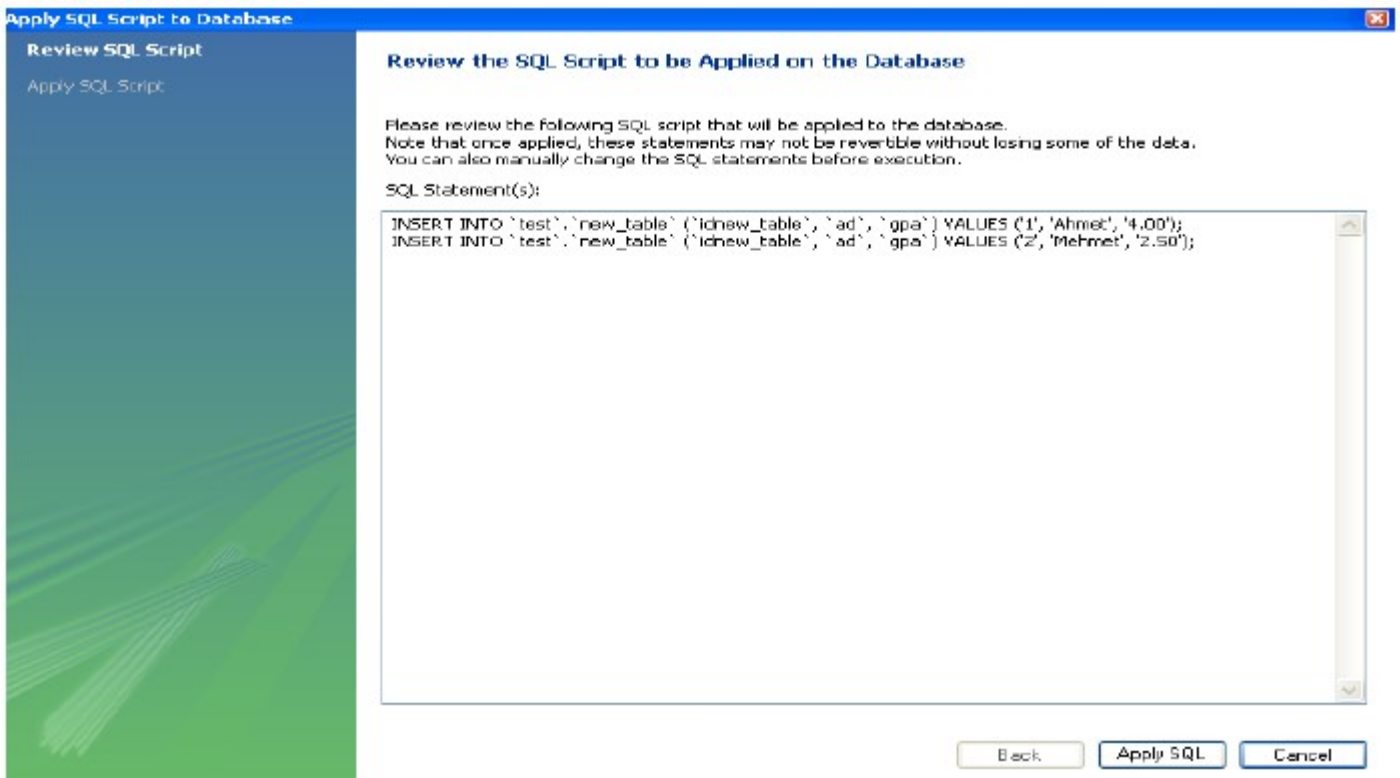 Apply SQL Script to Database
Review SQL Script
Apply SQL Script
Review the SQL Script to be Applied on the Database
Please review the following SQL script that will be applied to the database.
Note that once applied, these statements may not be revertible without losing some of the data.
You can also manually change the SQL statements before execution.
SQL Statement(s):
INSERT INTO `test`.`new_table` (`idnew_table`, `ad`, `gpa`) VALUES ('1', 'Ahmet', '4.00');
INSERT INTO `test`.`new_table` (`idnew_table`, `ad`, `gpa`) VALUES ('2', 'Mehmet', '2.50');
Back Apply SQL Cancel